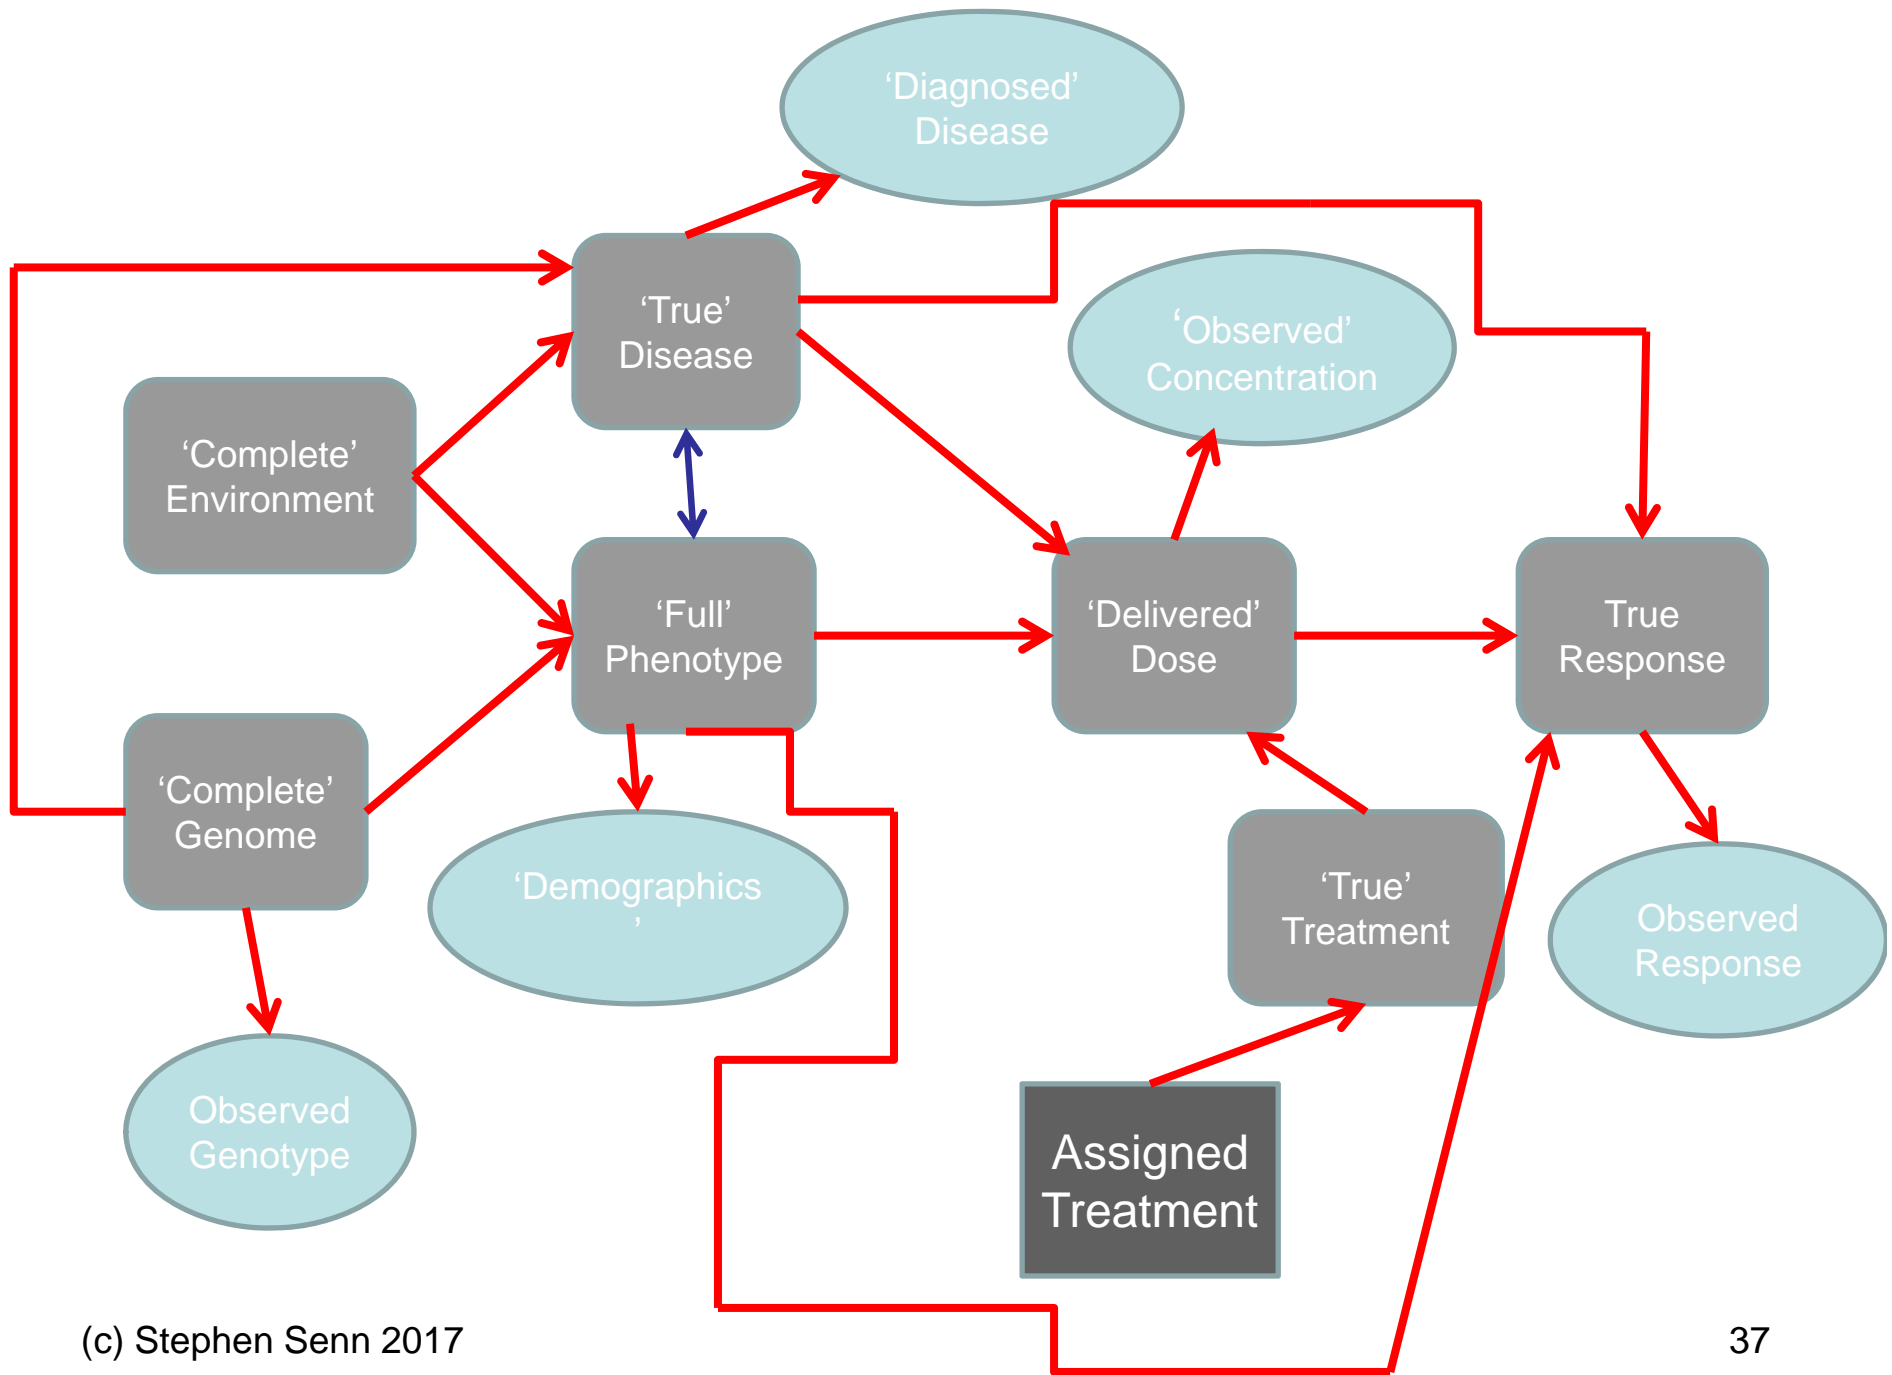 ‘Diagnosed’
Disease
‘True’
Disease
‘Observed’
Concentration
‘Complete’
Environment
‘Full’
Phenotype
‘Delivered’
Dose
True
Response
‘Complete’
Genome
‘Demographics
’
‘True’
Treatment
Observed
Response
Observed
Genotype
Assigned
Treatment
(c) Stephen Senn 2017
37